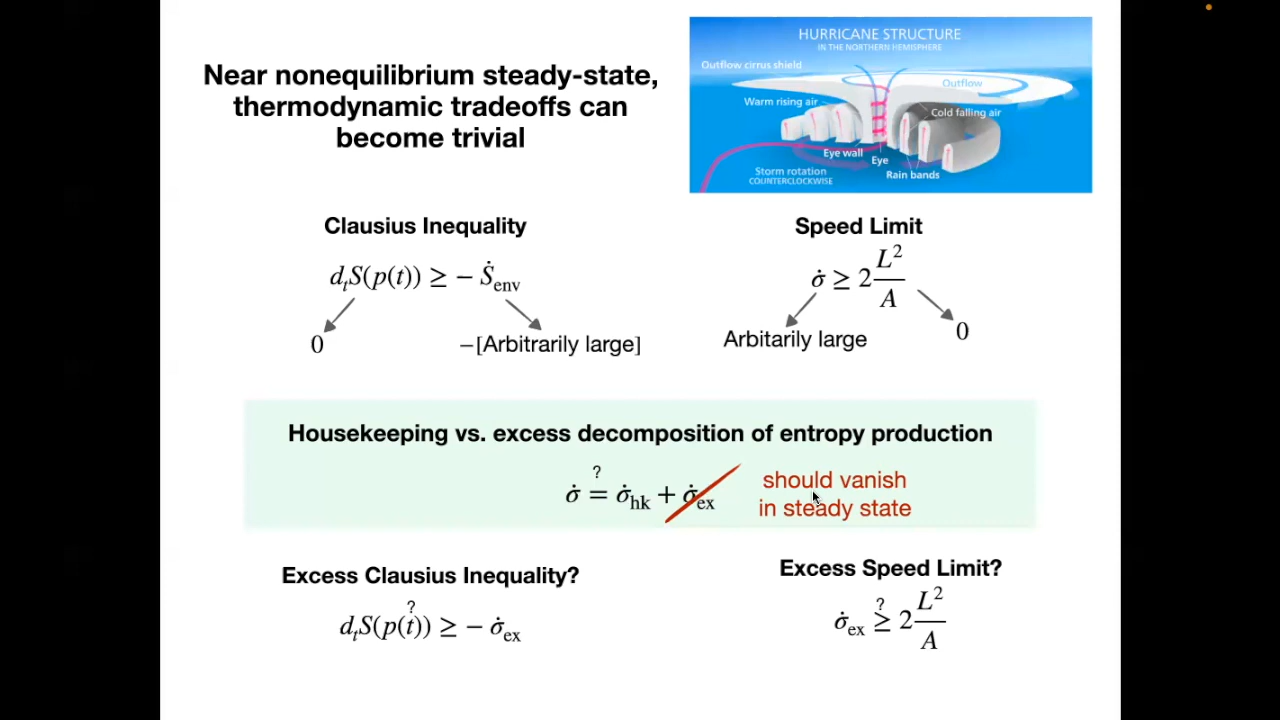 Near nonequilibrium steady-state,
thermodynamic tradeoffs can
become trivial
HURRICANE STRUCTURE
IN THE NORTHERN HEMISPHERE
Outflow cirrus shield
Outflow
Warm rising air
Cold falling air
Eye wall
Eye
Rain bands
Storm rotation
COUNTERCLOCKWISE
Clausius Inequality
dₜS(p(t)) ≥ − Ṡ_env
0
−[Arbitrarily large]
Speed Limit
σ̇ ≥ 2 L²/A
Arbitarily large
0
Housekeeping vs. excess decomposition of entropy production
σ̇ =? σ̇_hk + σ̇_ex
should vanish
in steady state
Excess Clausius Inequality?
dₜS(p(t)) ≥? − σ̇_ex
Excess Speed Limit?
σ̇_ex ≥? 2 L²/A